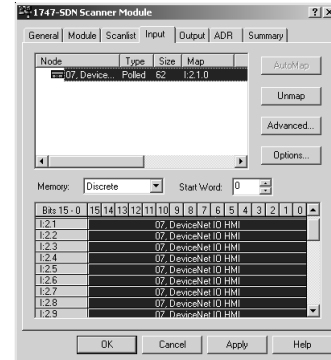 1747-SDN Scanner Module
General Module Scanlist Input Output ADR Summary
Node Type Size Map
07, Device... Polled 62 I:2.1.0
AutoMap
Unmap
Advanced...
Options...
Memory: Discrete Start Word: 0
Bits 15 - 0 15 14 13 12 11 10 9 8 7 6 5 4 3 2 1 0
I:2.1 07, DeviceNet IO HMI
I:2.2 07, DeviceNet IO HMI
I:2.3 07, DeviceNet IO HMI
I:2.4 07, DeviceNet IO HMI
I:2.5 07, DeviceNet IO HMI
I:2.6 07, DeviceNet IO HMI
I:2.7 07, DeviceNet IO HMI
I:2.8 07, DeviceNet IO HMI
I:2.9 07, DeviceNet IO HMI
OK Cancel Apply Help